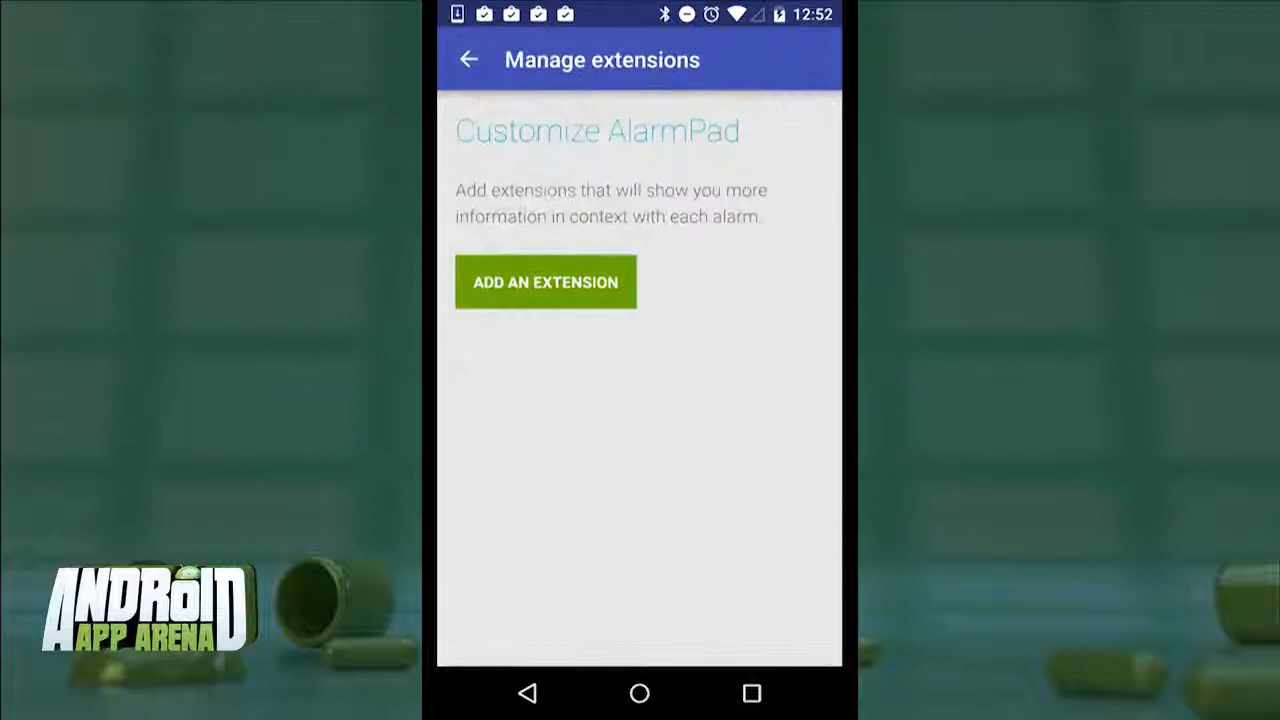 12:52
Manage extensions
Customize AlarmPad
Add extensions that will show you more
information in context with each alarm.
ADD AN EXTENSION
ANDROID
APP ARENA